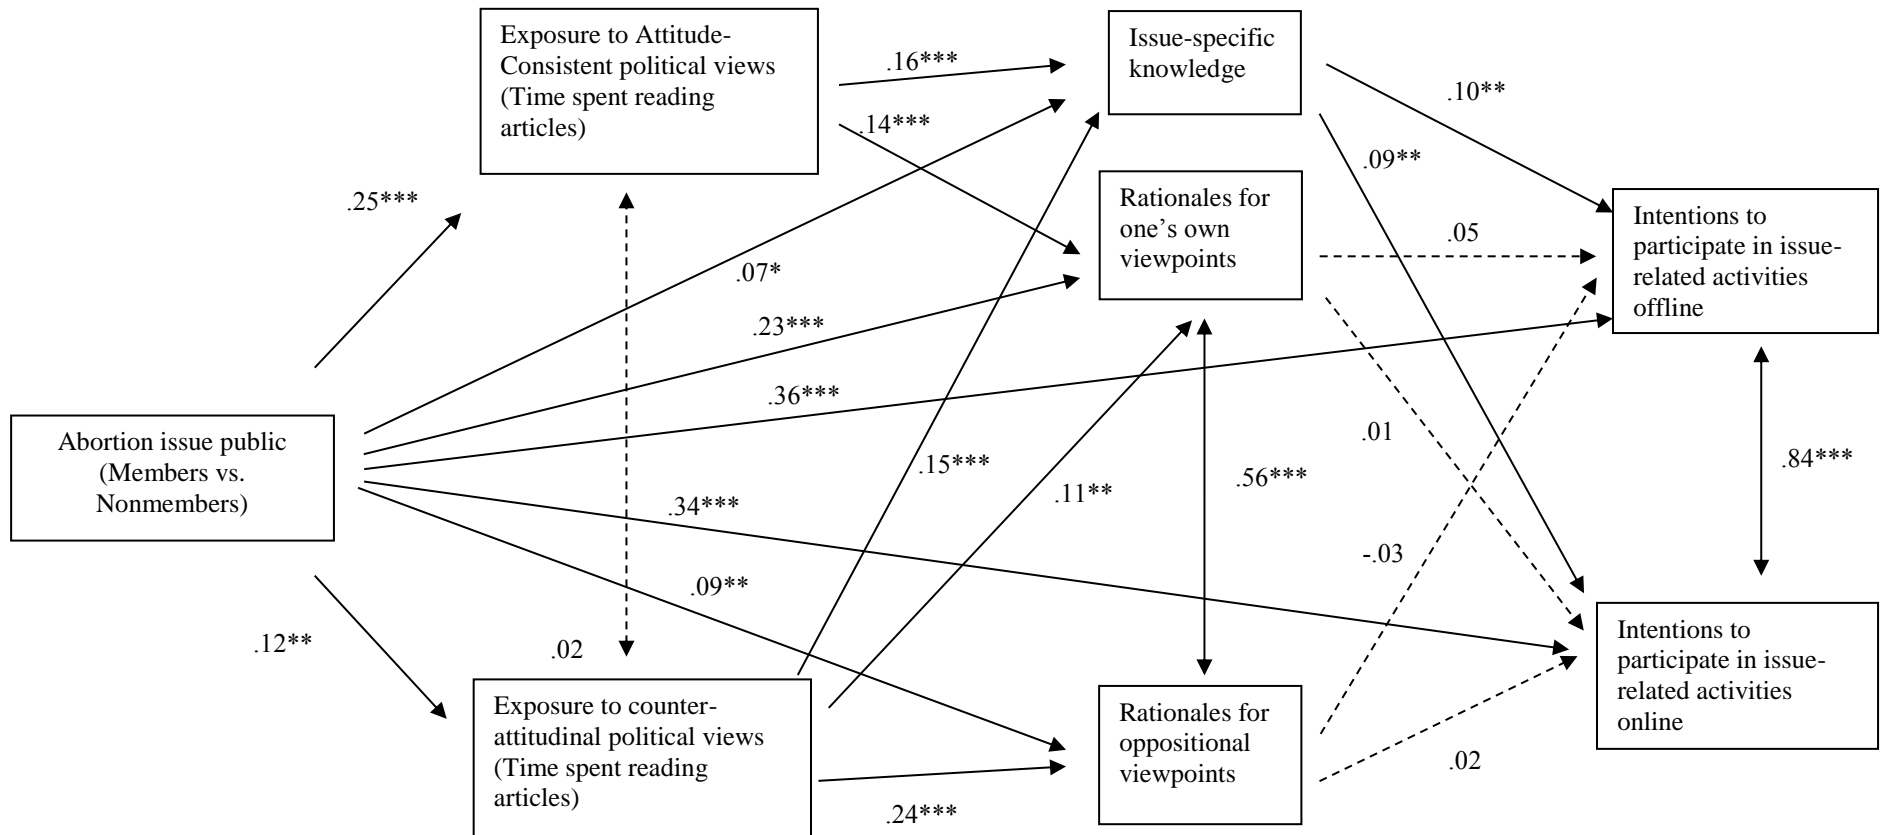 Exposure to Attitude-
Consistent political views
(Time spent reading
articles)
Issue-specific
knowledge
.16***
.10**
.14***
.09**
.25***
Rationales for
one’s own
viewpoints
Intentions to
participate in issue-
related activities
offline
.05
.07*
.23***
.36***
.01
Abortion issue public
(Members vs.
Nonmembers)
.15***
.11**
.56***
.84***
.34***
-.03
.09**
.12**
.02
Intentions to
participate in issue-
related activities
online
Exposure to counter-
attitudinal political views
(Time spent reading
articles)
Rationales for
oppositional
viewpoints
.02
.24***